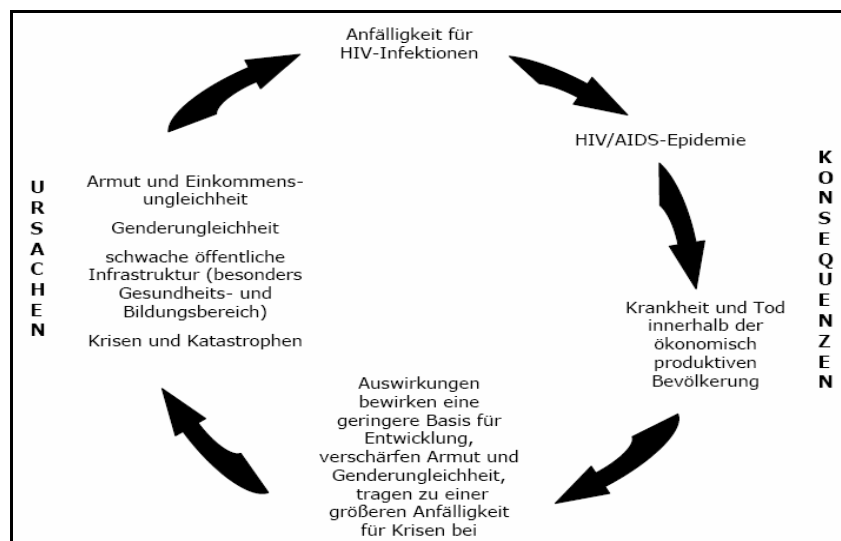 Anfälligkeit für
HIV-Infektionen
HIV/AIDS-Epidemie
Krankheit und Tod
innerhalb der
ökonomisch
produktiven
Bevölkerung
Auswirkungen
bewirken eine
geringere Basis für
Entwicklung,
verschärfen Armut und
Genderungleichheit,
tragen zu einer
größeren Anfälligkeit
für Krisen bei
Armut und Einkommens-
ungleichheit
Genderungleichheit
schwache öffentliche
Infrastruktur (besonders
Gesundheits- und
Bildungsbereich)
Krisen und Katastrophen
URSACHEN
KONSEQUENZEN